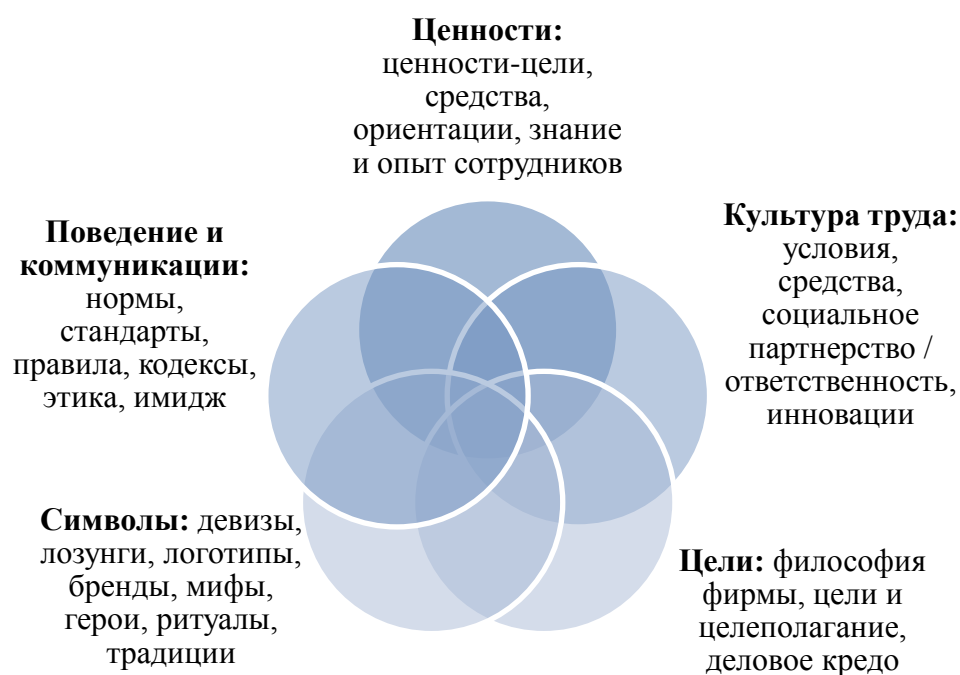 Ценности:
ценности-цели,
средства,
ориентации, знание
и опыт сотрудников
Культура труда:
условия,
средства,
социальное
партнерство /
ответственность,
инновации
Цели: философия
фирмы, цели и
целеполагание,
деловое кредо
Символы: девизы,
лозунги, логотипы,
бренды, мифы,
герои, ритуалы,
традиции
Поведение и
коммуникации:
нормы,
стандарты,
правила, кодексы,
этика, имидж